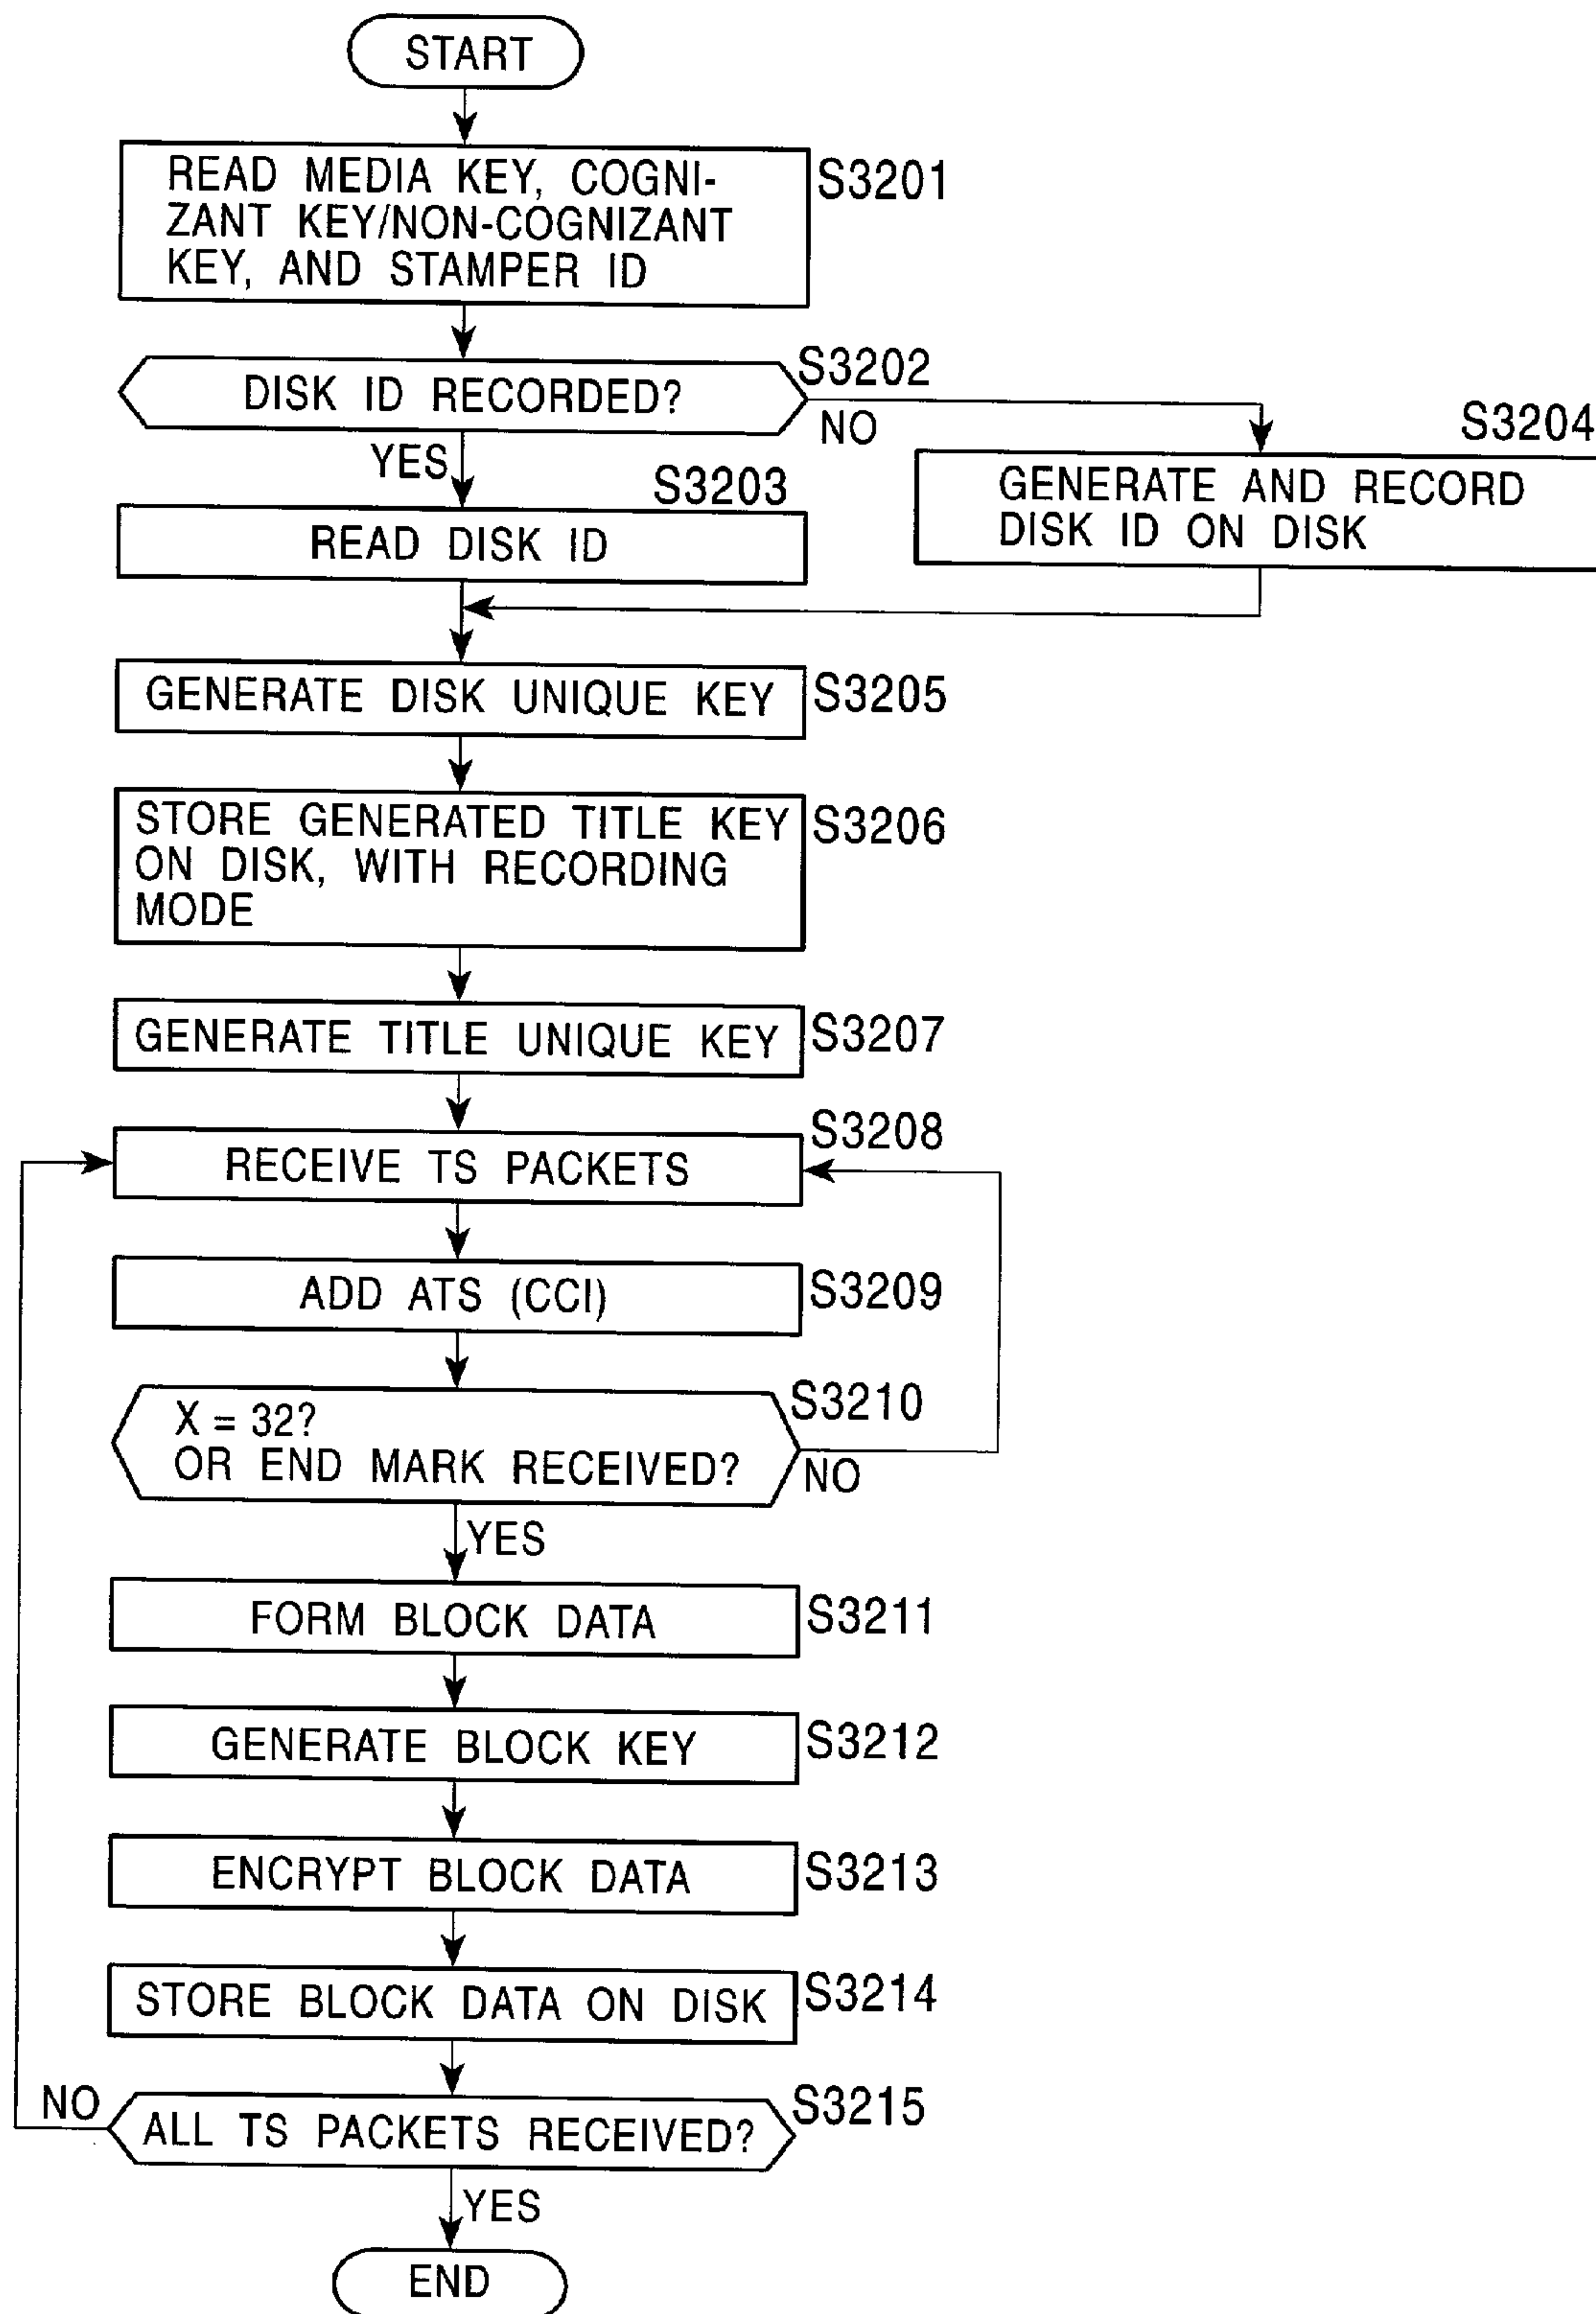 START
READ MEDIA KEY, COGNI-
ZANT KEY/NON-COGNIZANT
KEY, AND STAMPER ID
S3201
DISK ID RECORDED?
S3202
NO
YES
S3203
READ DISK ID
S3204
GENERATE AND RECORD
DISK ID ON DISK
GENERATE DISK UNIQUE KEY
S3205
STORE GENERATED TITLE KEY
ON DISK, WITH RECORDING
MODE
S3206
GENERATE TITLE UNIQUE KEY
S3207
RECEIVE TS PACKETS
S3208
ADD ATS (CCI)
S3209
X = 32?
OR END MARK RECEIVED?
S3210
NO
YES
FORM BLOCK DATA
S3211
GENERATE BLOCK KEY
S3212
ENCRYPT BLOCK DATA
S3213
STORE BLOCK DATA ON DISK
S3214
NO
ALL TS PACKETS RECEIVED?
S3215
YES
END